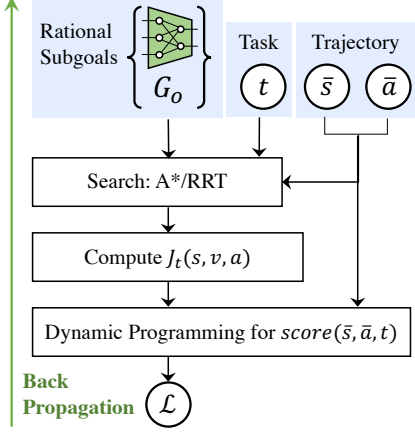 Rational
Subgoals
{ G_o }
Task
t
Trajectory
s̄ ā
Search: A*/RRT
Compute J_t(s, v, a)
Dynamic Programming for score(s̄, ā, t)
Back
Propagation
ℒ